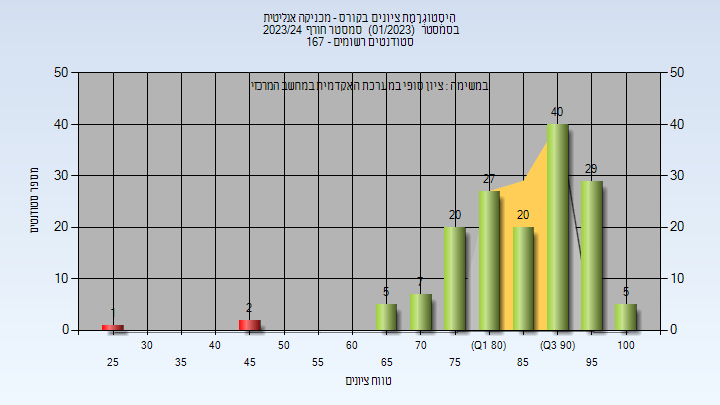 היסטוגרמת ציונים בקורס - מכניקה אנליטית
בסמסטר (01/2023) סמסטר חורף 2023/24
סטודנטים רשומים - 167
במשימה : ציון סופי במערכת האקדמית במחשב המרכזי
50
40
30
20
10
0
50
40
30
20
10
0
מספר סטודנטים
1
2
5
7
20
27
20
40
29
5
30 40 50 60 70 (Q1 80) (Q3 90) 100
25 35 45 55 65 75 85 95
טווח ציונים